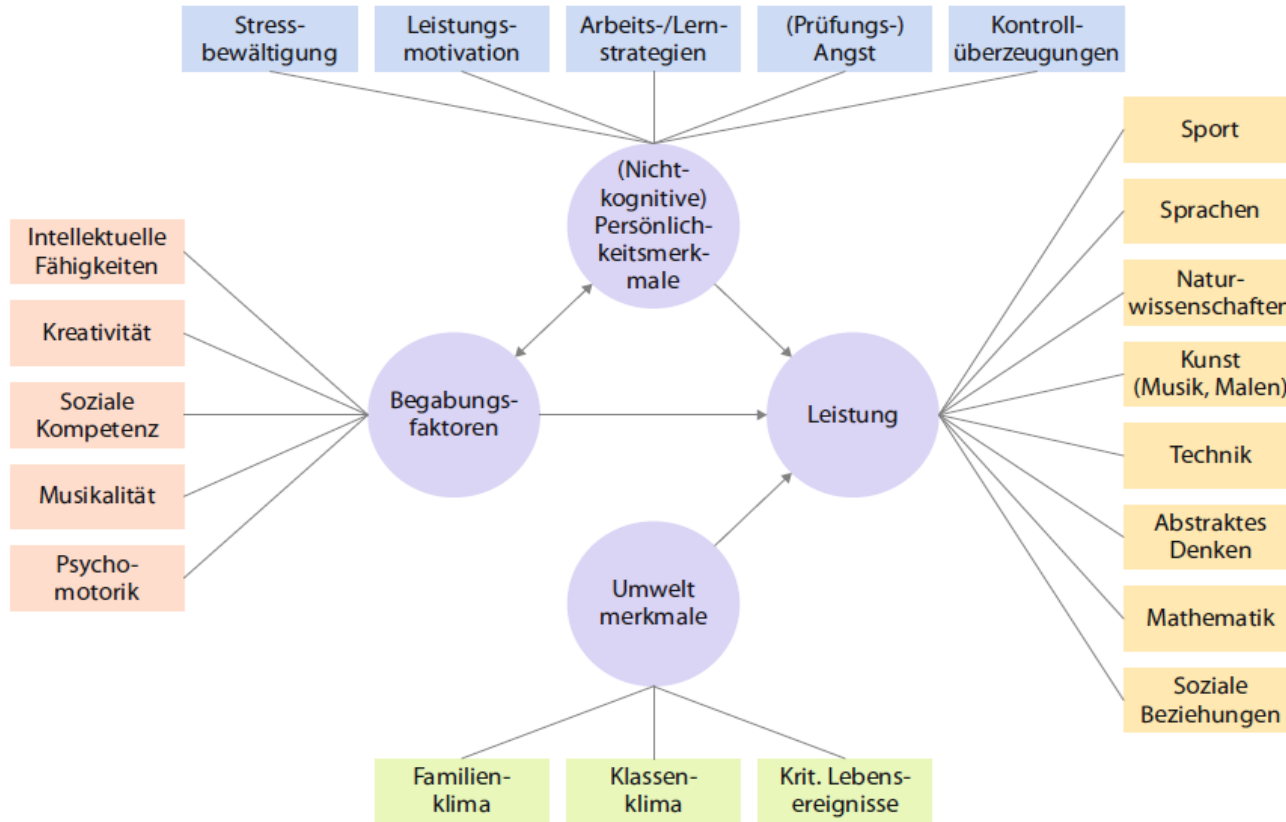 Stress-
bewältigung
Leistungs-
motivation
Arbeits-/Lern-
strategien
(Prüfungs-)
Angst
Kontroll-
überzeugungen
(Nicht-
kognitive)
Persönlich-
keitsmerk-
male
Intellektuelle
Fähigkeiten
Kreativität
Soziale
Kompetenz
Musikalität
Psycho-
motorik
Begabungs-
faktoren
Leistung
Umwelt
merkmale
Sport
Sprachen
Natur-
wissenschaften
Kunst
(Musik, Malen)
Technik
Abstraktes
Denken
Mathematik
Soziale
Beziehungen
Familien-
klima
Klassen-
klima
Krit. Lebens-
ereignisse